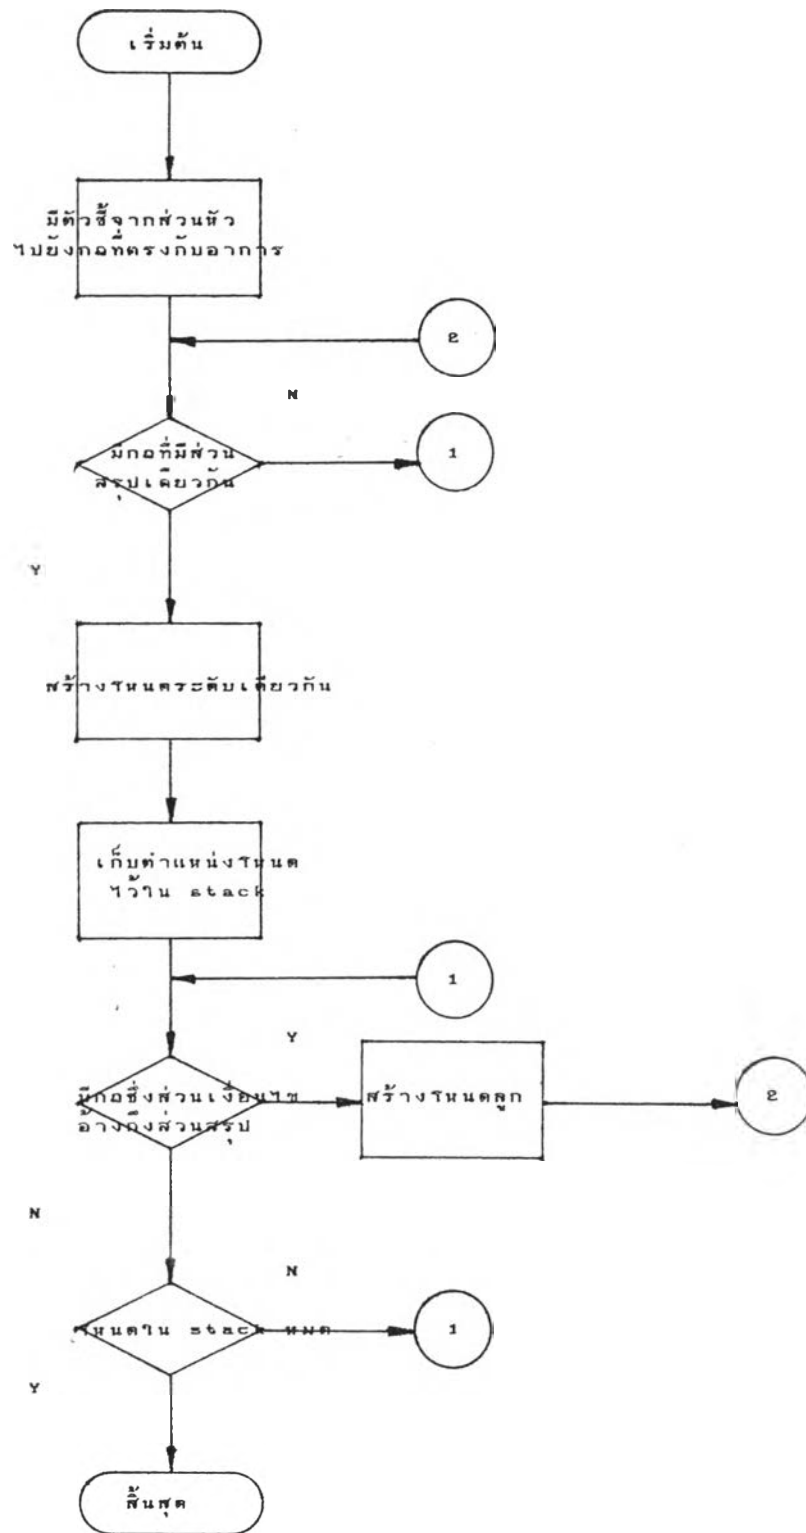 เริ่มต้น
มีตัวชี้จากส่วนหัว
ไปยังกฎที่ตรงกับอาการ
2
N
มีกฎที่มีส่วน
สรุปเดียวกัน
1
Y
สร้างโหนดระดับเดียวกัน
เก็บตำแหน่งโหนด
ไว้ใน stack
1
Y
มีกฎซึ่งส่วนเงื่อนไข
อ้างถึงส่วนสรุป
สร้างโหนดลูก
2
N
N
โหนดใน stack หมด
1
Y
สิ้นสุด